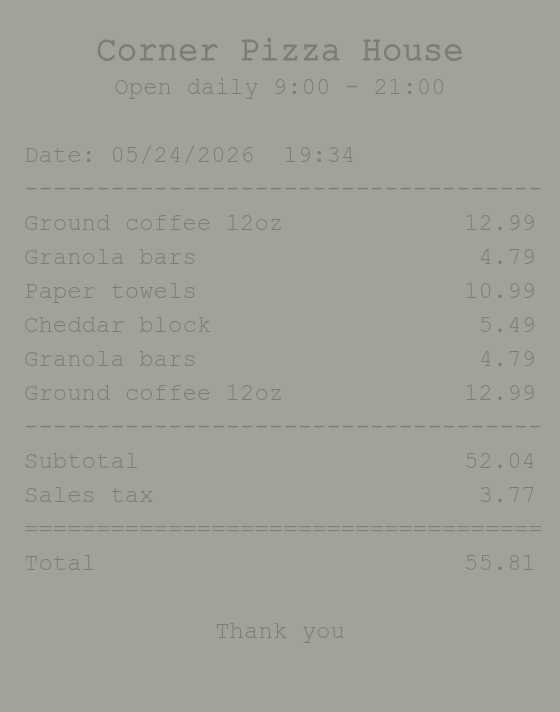 Corner Pizza House
Open daily 9:00 - 21:00
Date: 05/24/2026  19:34
------------------------------------
Ground coffee 12oz 12.99
Granola bars 4.79
Paper towels 10.99
Cheddar block 5.49
Granola bars 4.79
Ground coffee 12oz 12.99
------------------------------------
Subtotal 52.04
Sales tax 3.77
====================================
Total 55.81
Thank you